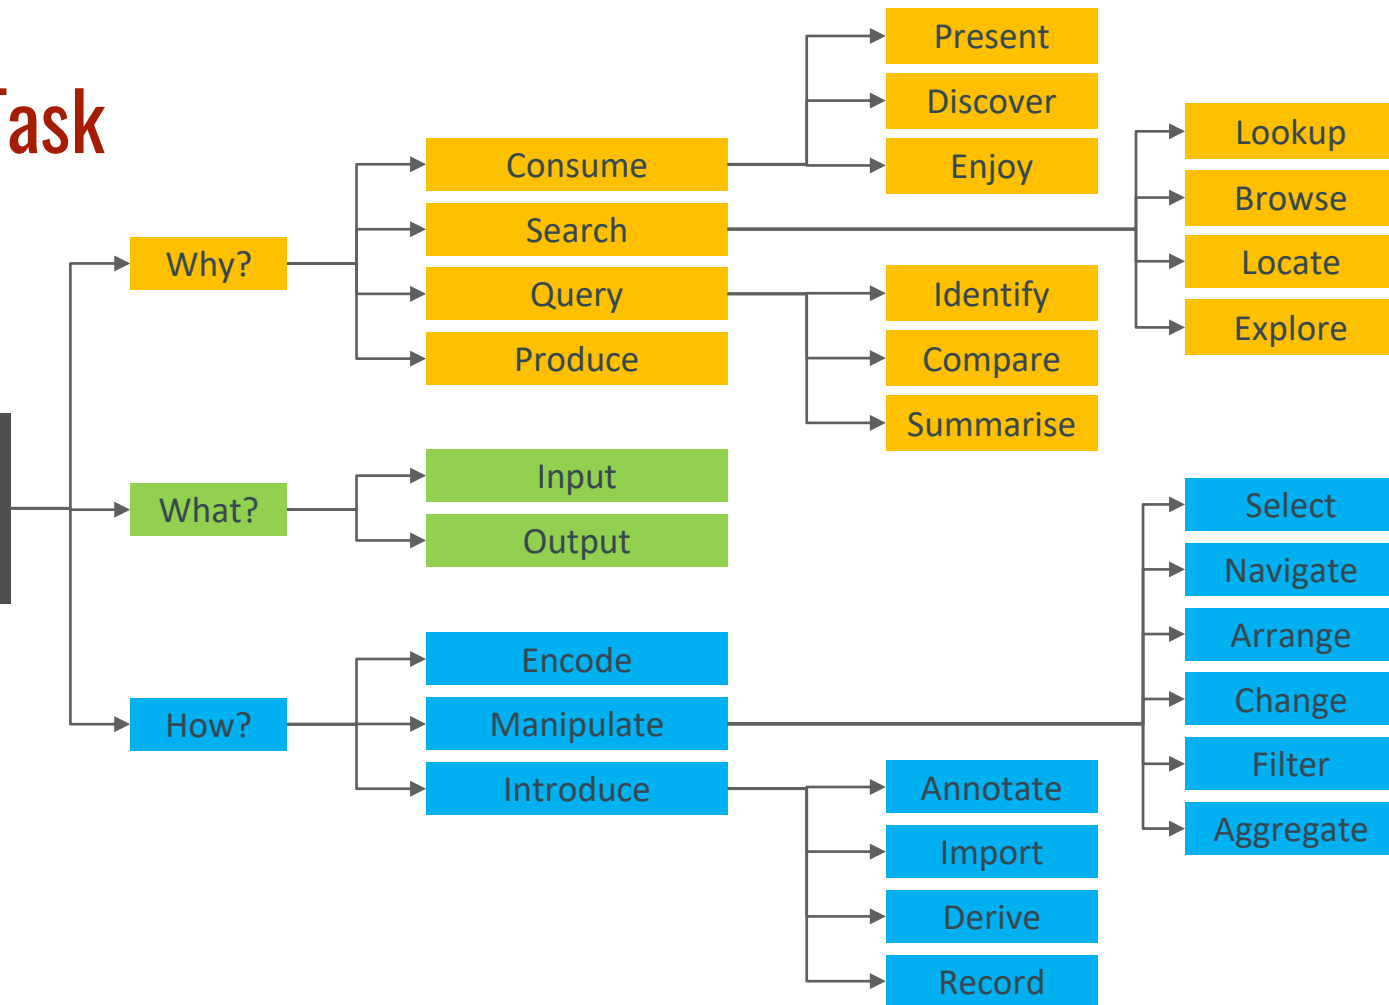 Task
Why?
Consume
Present
Discover
Enjoy
Search
Lookup
Browse
Locate
Explore
Query
Identify
Compare
Summarise
Produce
What?
Input
Output
How?
Encode
Manipulate
Select
Navigate
Arrange
Change
Filter
Aggregate
Introduce
Annotate
Import
Derive
Record